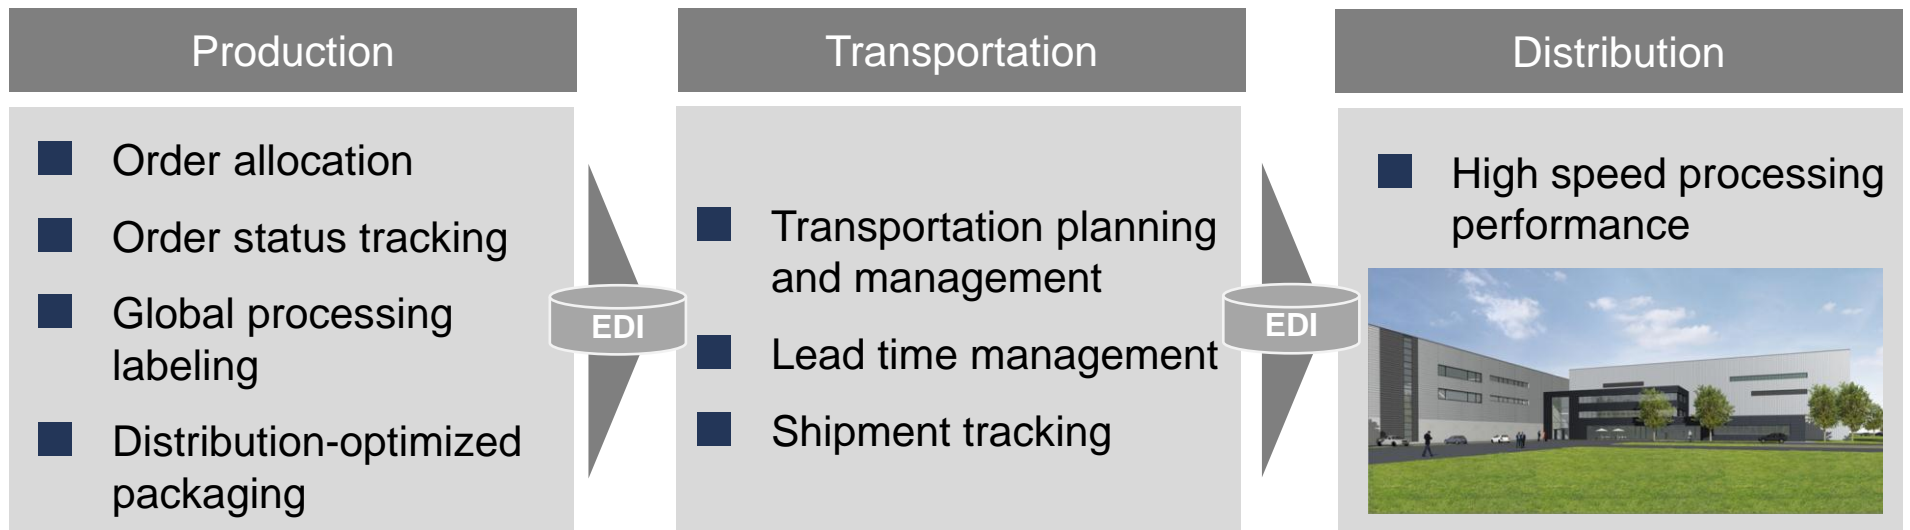 Production
Order allocation
Order status tracking
Global processing
labeling
Distribution-optimized
packaging
EDI
Transportation
Transportation planning
and management
Lead time management
Shipment tracking
EDI
Distribution
High speed processing
performance